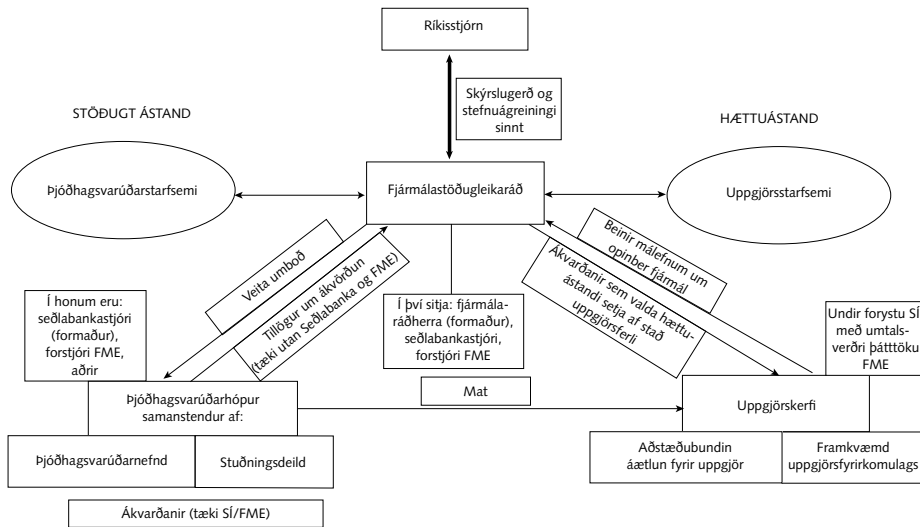 Ríkisstjórn
Skýrslugerð og
stefnuágreiningi
sinnt
STÖÐUGT ÁSTAND
HÆTTUÁSTAND
Þjóðhagsvarúðarstarfsemi
Fjármálastöðugleikaráð
Uppgjörsstarfsemi
Veita umboð
Tillögur um ákvörðun
(tæki utan Seðlabanka og FME)
Í því sitja: fjármála-
ráðherra (formaður),
seðlabankastjóri,
forstjóri FME
Beinir málefnum um
opinber fjármál
Ákvarðanir sem valda hættu-
ástandi setja af stað
uppgjörsferli
Í honum eru:
seðlabankastjóri
(formaður),
forstjóri FME,
aðrir
Undir forystu SÍ
með umtals-
verðri þátttöku
FME
Þjóðhagsvarúðarhópur
samanstendur af:
Mat
Uppgjörskerfi
Þjóðhagsvarúðarnefnd
Stuðningsdeild
Aðstæðubundin
áætlun fyrir uppgjör
Framkvæmd
uppgjörsfyrirkomulags
Ákvarðanir (tæki SÍ/FME)